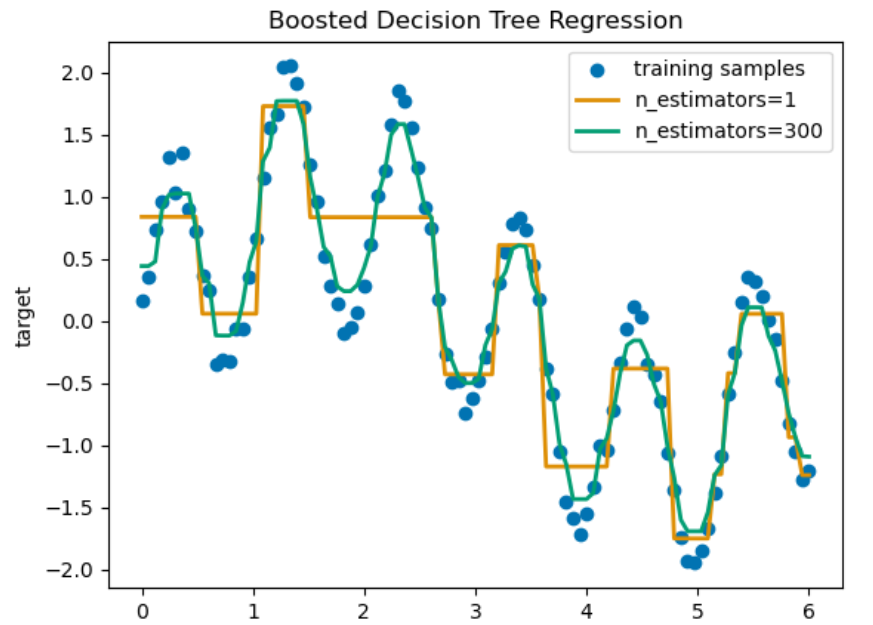 Boosted Decision Tree Regression
training samples
n_estimators=1
n_estimators=300
target
2.0
1.5
1.0
0.5
0.0
−0.5
−1.0
−1.5
−2.0
0 1 2 3 4 5 6